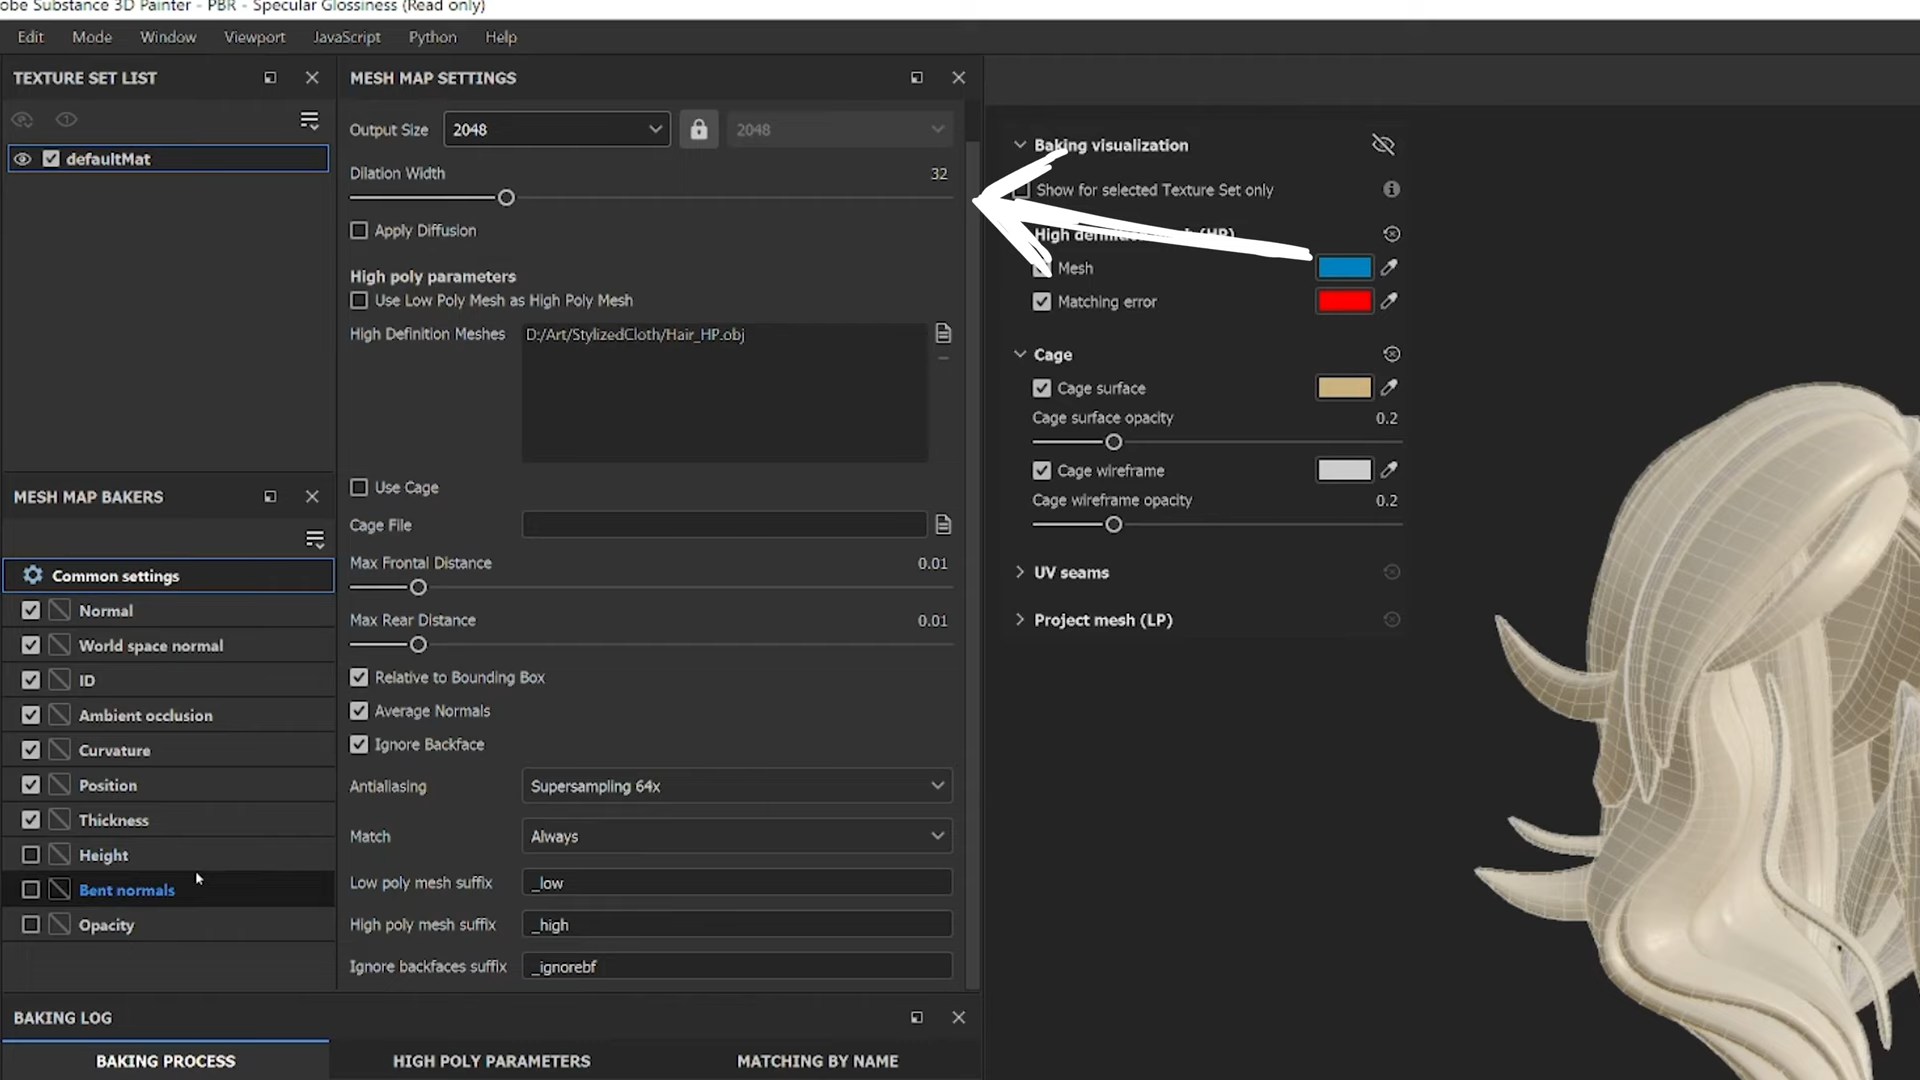 obe Substance 3D Painter - PBR - Specular Glossiness (Read only)
Edit Mode Window Viewport JavaScript Python Help
TEXTURE SET LIST
defaultMat
MESH MAP BAKERS
Common settings
Normal
World space normal
ID
Ambient occlusion
Curvature
Position
Thickness
Height
Bent normals
Opacity
MESH MAP SETTINGS
Output Size 2048 2048
Dilation Width 32
Apply Diffusion
High poly parameters
Use Low Poly Mesh as High Poly Mesh
High Definition Meshes D:/Art/StylizedCloth/Hair_HP.obj
Use Cage
Cage File
Max Frontal Distance 0.01
Max Rear Distance 0.01
Relative to Bounding Box
Average Normals
Ignore Backface
Antialiasing Supersampling 64x
Match Always
Low poly mesh suffix _low
High poly mesh suffix _high
Ignore backfaces suffix _ignorebf
Baking visualization
Show for selected Texture Set only
High (HP)
Mesh
Matching error
Cage
Cage surface
Cage surface opacity 0.2
Cage wireframe
Cage wireframe opacity 0.2
UV seams
Project mesh (LP)
BAKING LOG
BAKING PROCESS HIGH POLY PARAMETERS MATCHING BY NAME